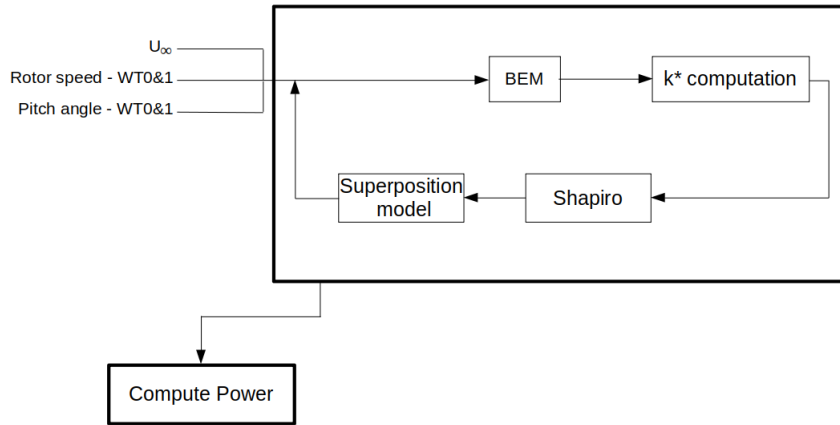 U∞
Rotor speed - WT0&1
Pitch angle - WT0&1
BEM
k* computation
Superposition
model
Shapiro
Compute Power